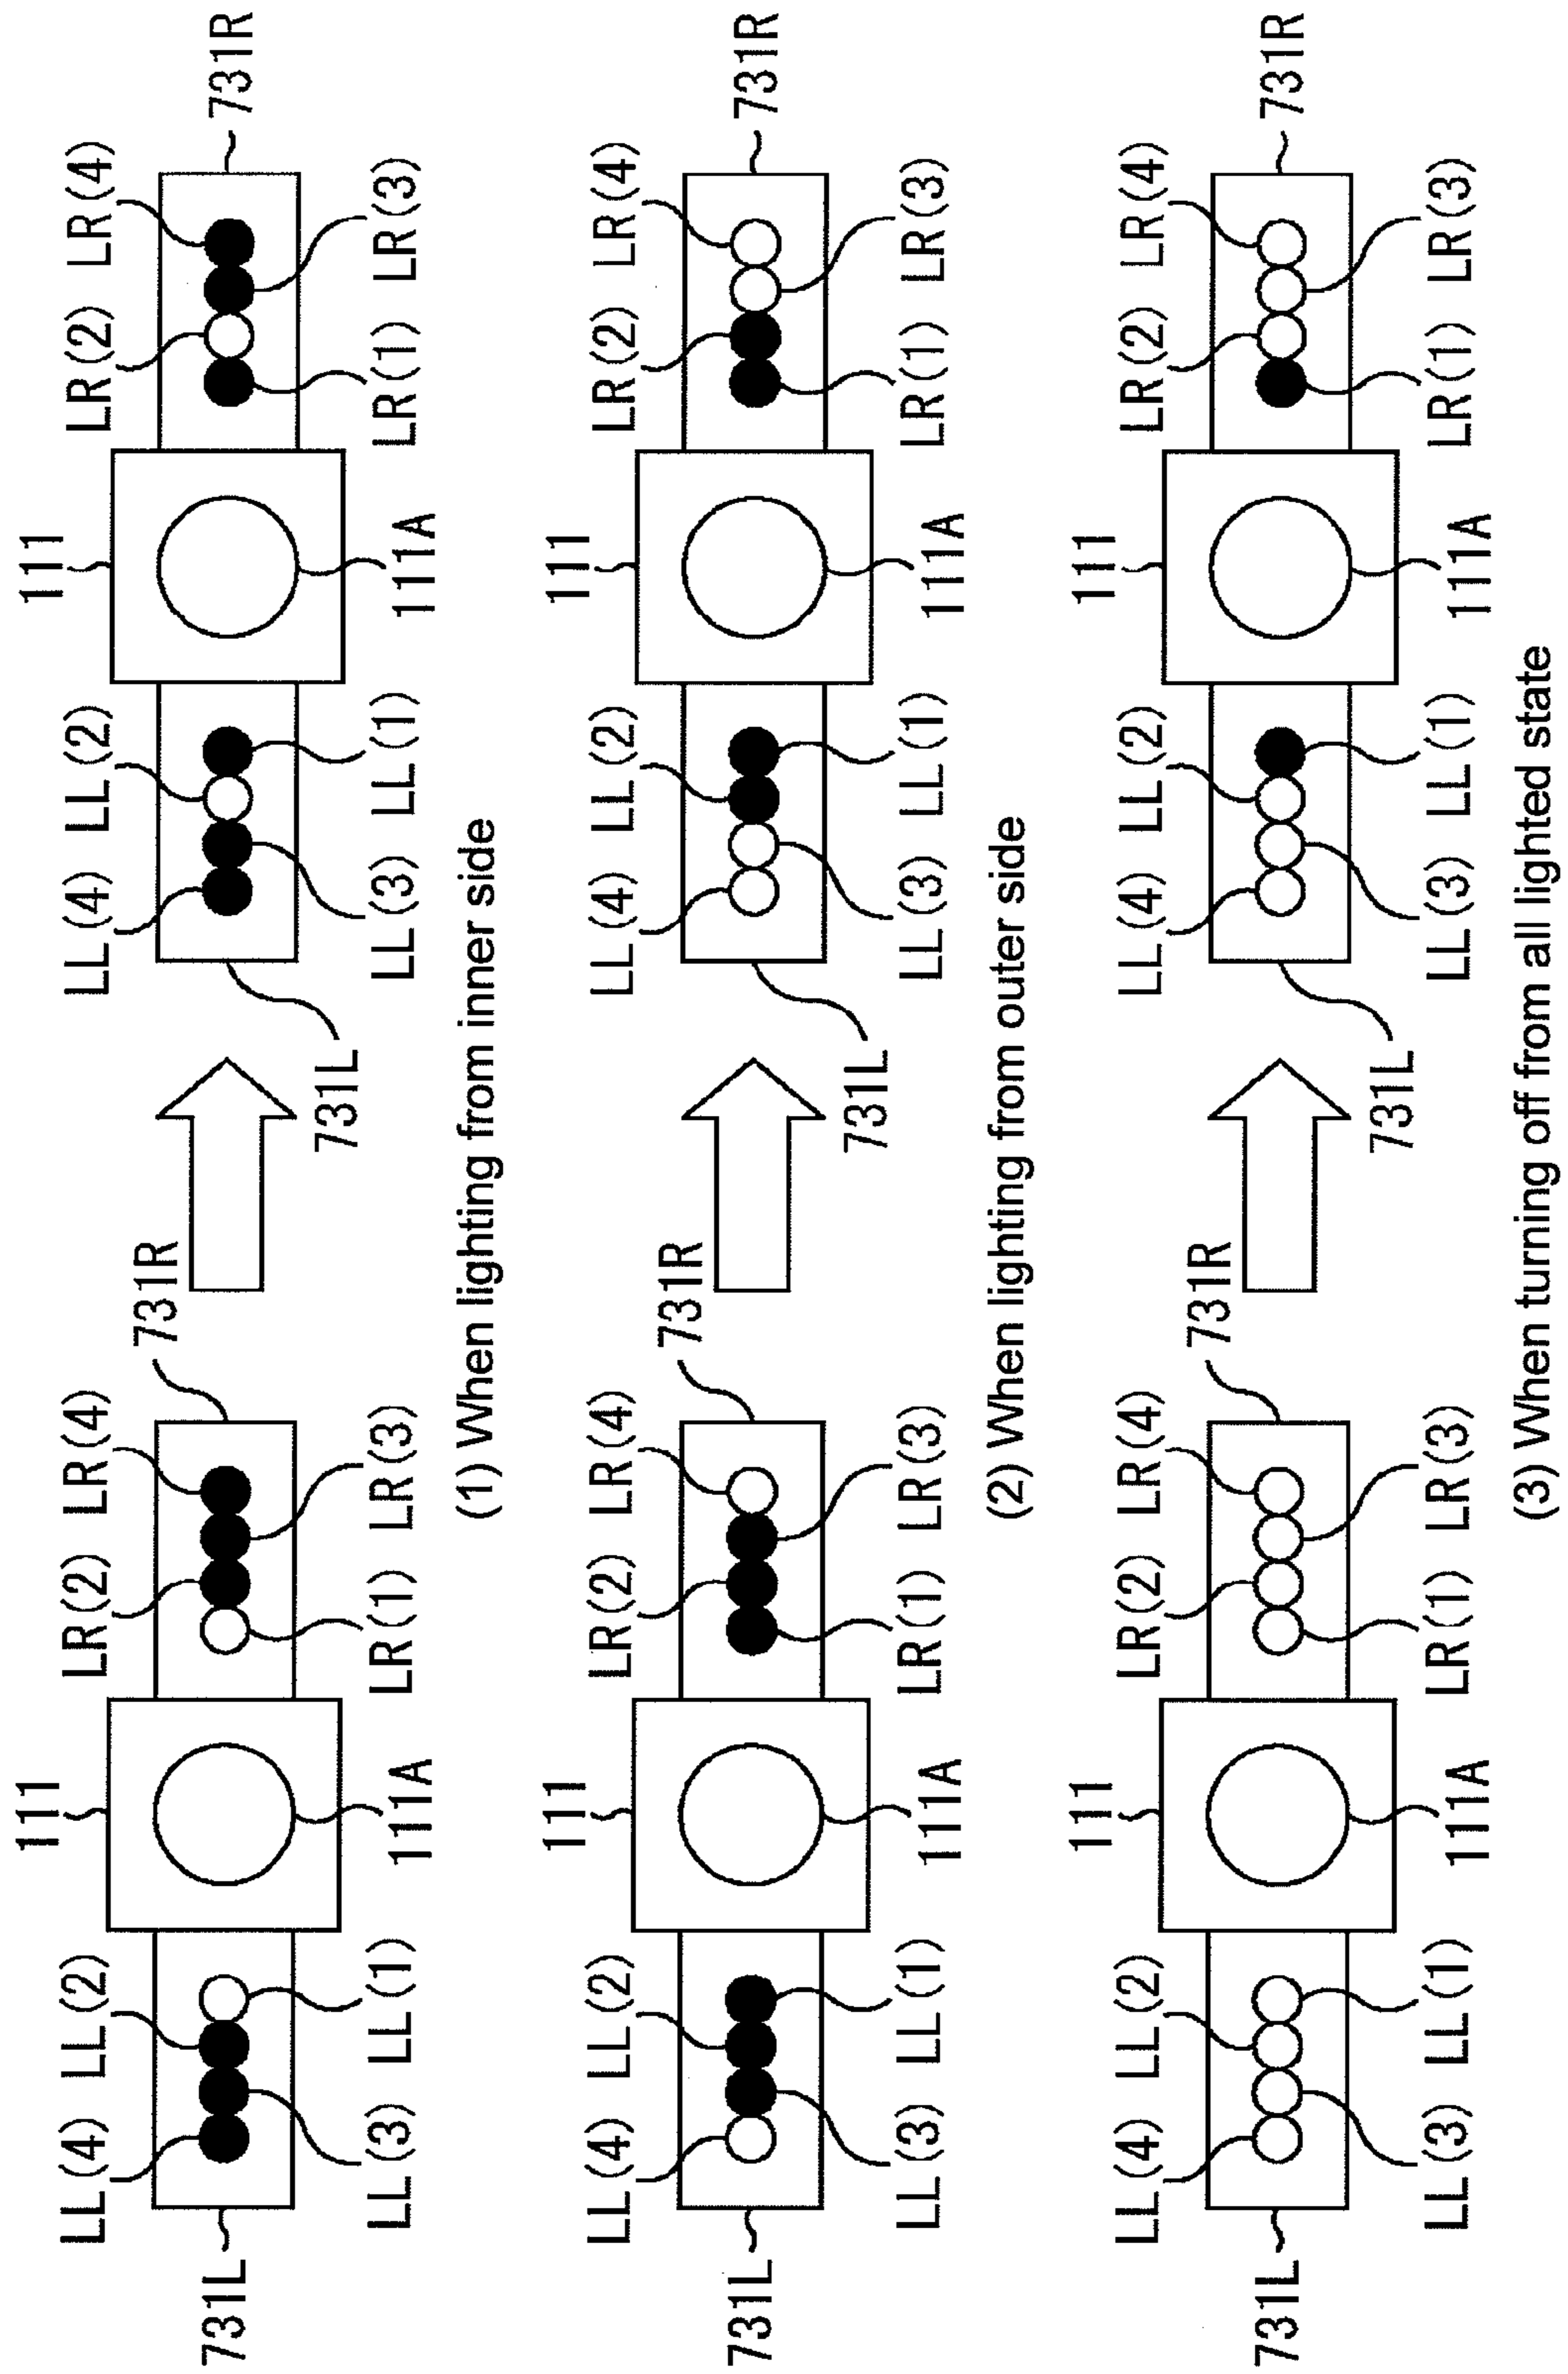 111 111
LL(4) LL(2) LR(2) LR(4) 731R LL(4) LL(2) LR(2) LR(4)
731L 731R
LL(3) LL(1) LR(1) LR(3) 731L LL(3) LL(1) LR(1) LR(3)
111A 111A
(1) When lighting from inner side
111 111
LL(4) LL(2) LR(2) LR(4) 731R LL(4) LL(2) LR(2) LR(4)
731L 731R
LL(3) LL(1) LR(1) LR(3) 731L LL(3) LL(1) LR(1) LR(3)
111A 111A
(2) When lighting from outer side
111 111
LL(4) LL(2) LR(2) LR(4) 731R LL(4) LL(2) LR(2) LR(4)
731L 731R
LL(3) LL(1) LR(1) LR(3) 731L LL(3) LL(1) LR(1) LR(3)
111A 111A
(3) When turning off from all lighted state